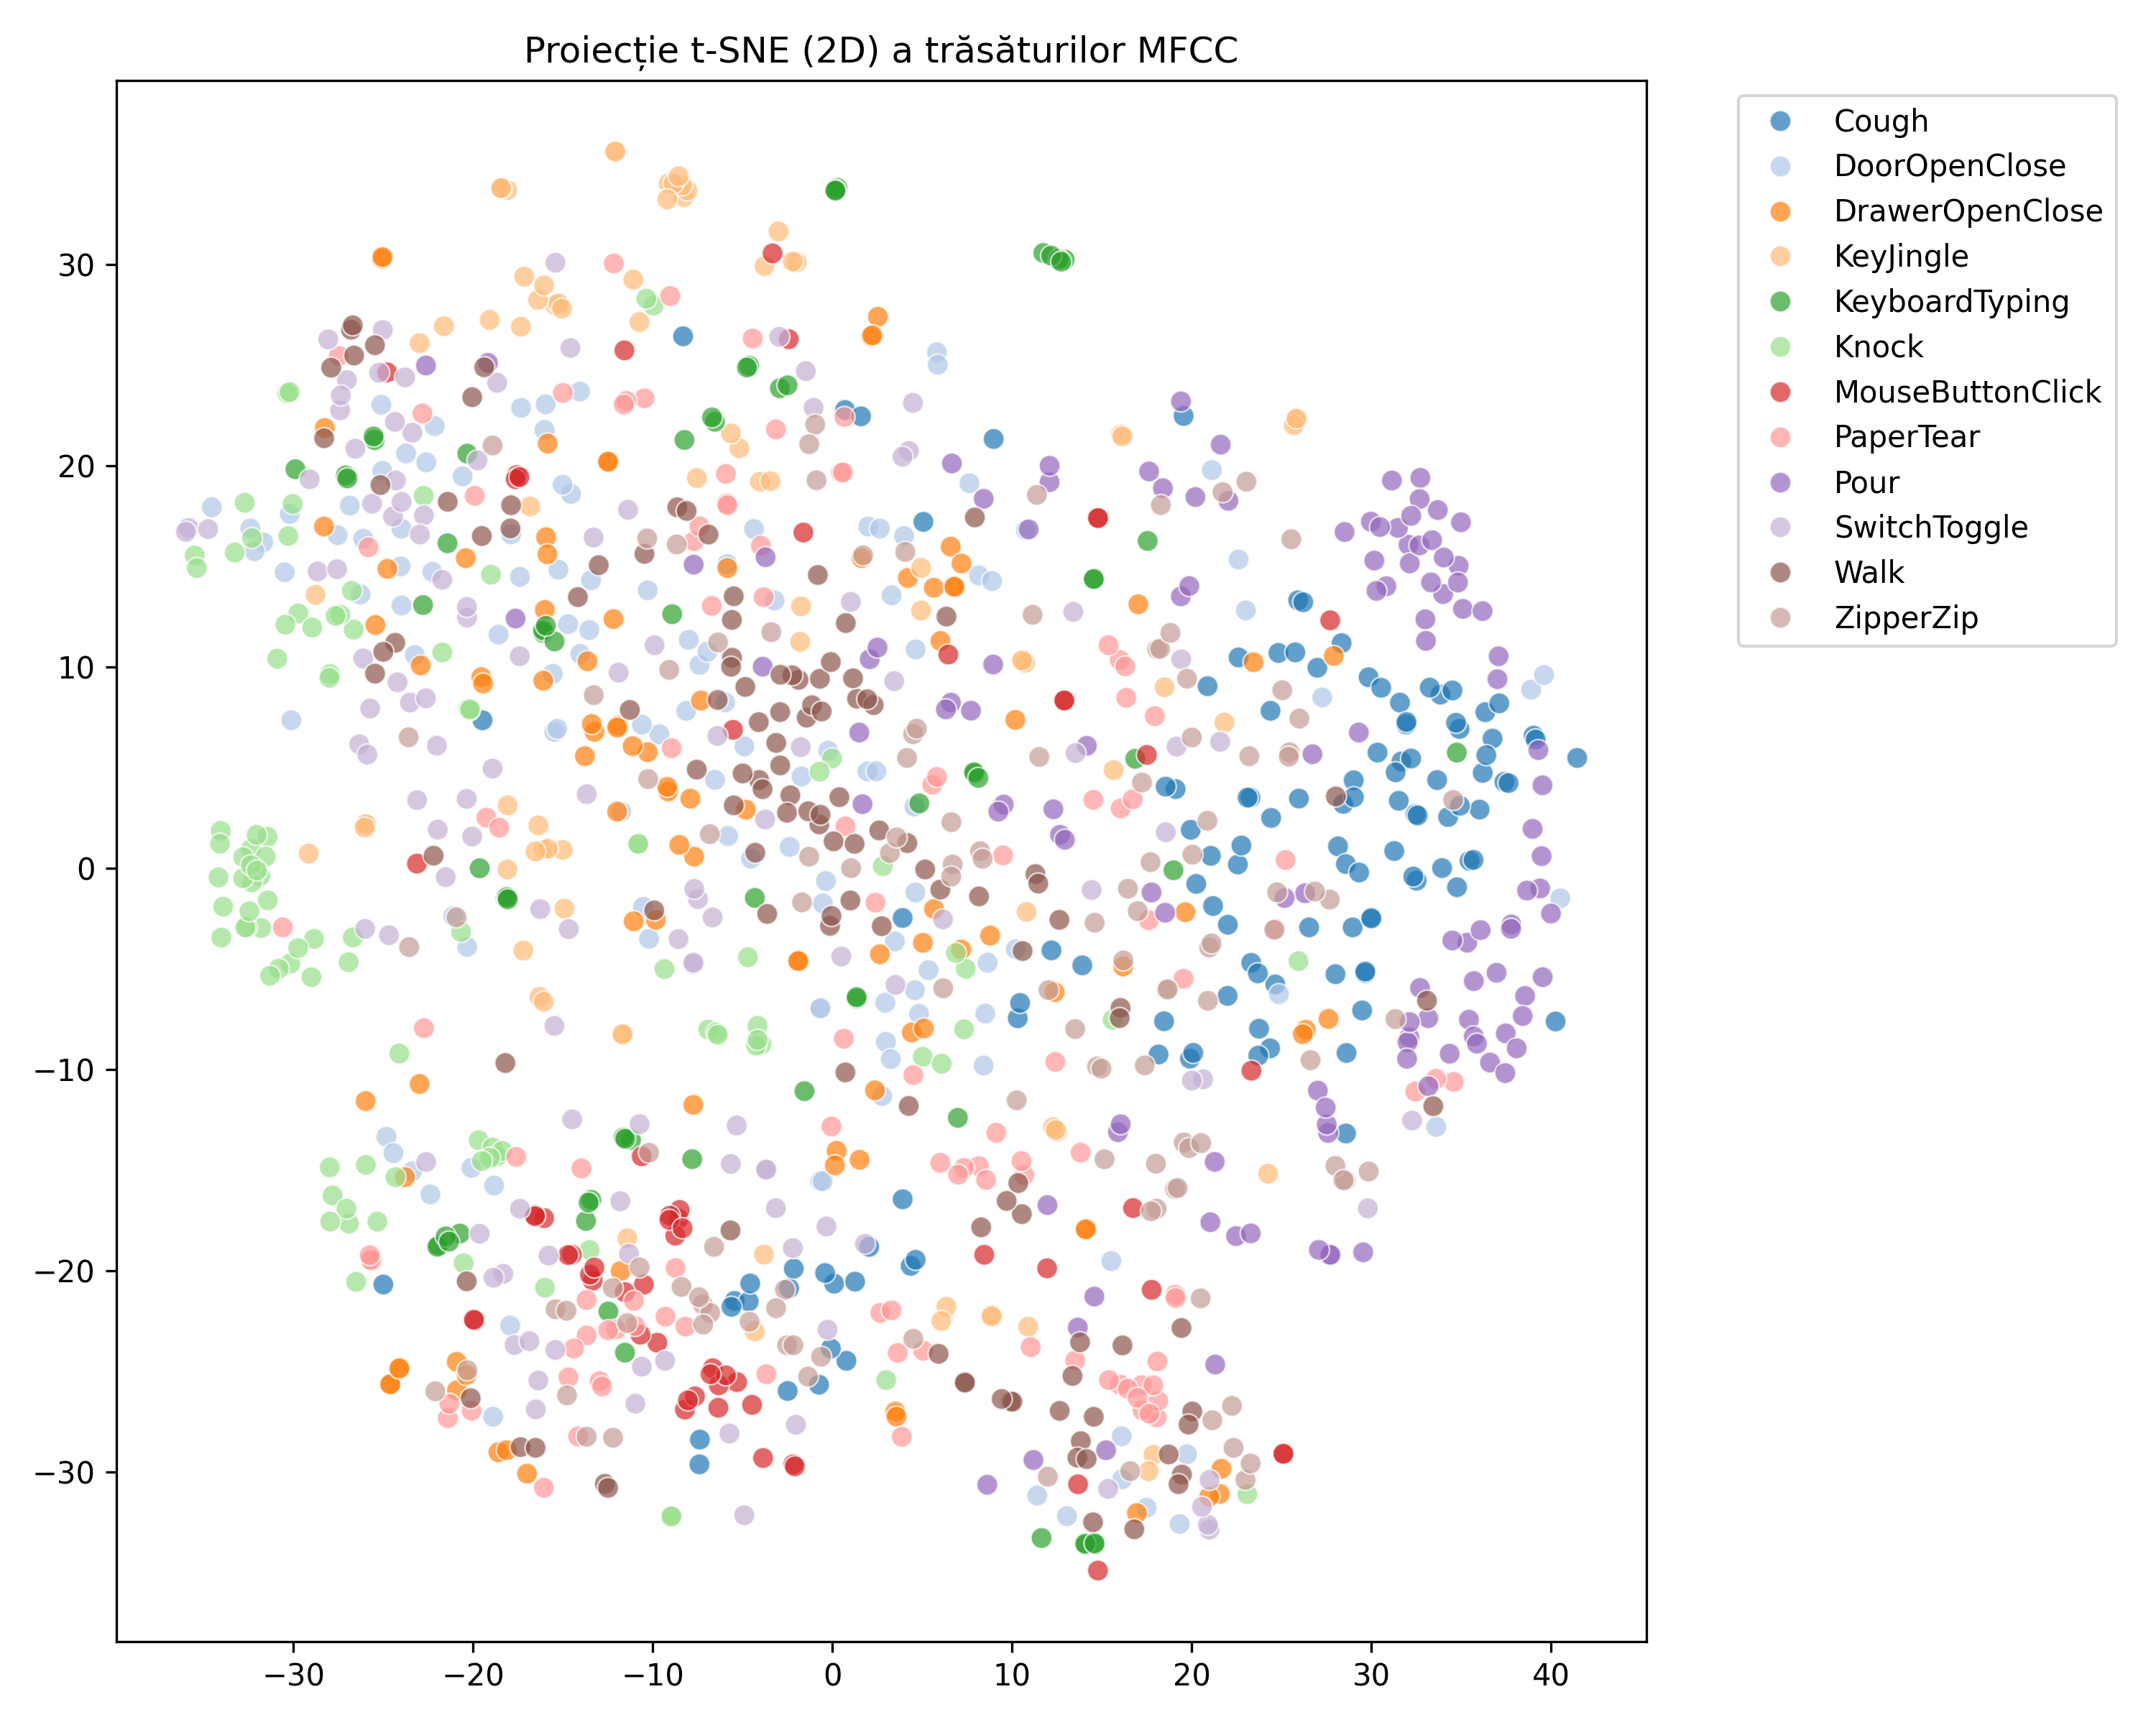 Proiecție t-SNE (2D) a trăsăturilor MFCC
Cough
DoorOpenClose
DrawerOpenClose
KeyJingle
KeyboardTyping
Knock
MouseButtonClick
PaperTear
Pour
SwitchToggle
Walk
ZipperZip
30
20
10
0
−10
−20
−30
−30 −20 −10 0 10 20 30 40